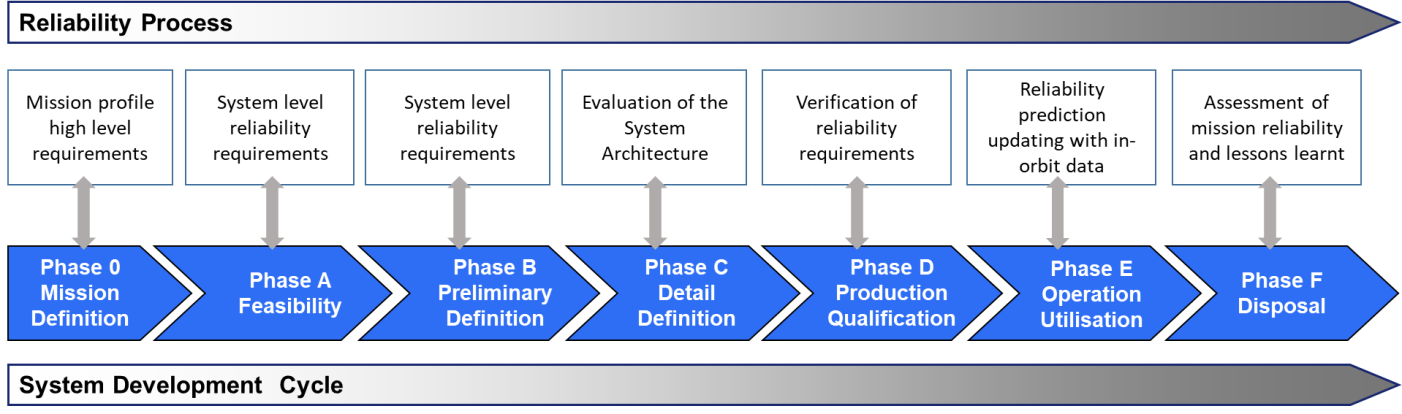 Reliability Process
Mission profile
high level
requirements
System level
reliability
requirements
System level
reliability
requirements
Evaluation of the
System
Architecture
Verification of
reliability
requirements
Reliability
prediction
updating with in-
orbit data
Assessment of
mission reliability
and lessons learnt
Phase 0
Mission
Definition
Phase A
Feasibility
Phase B
Preliminary
Definition
Phase C
Detail
Definition
Phase D
Production
Qualification
Phase E
Operation
Utilisation
Phase F
Disposal
System Development Cycle